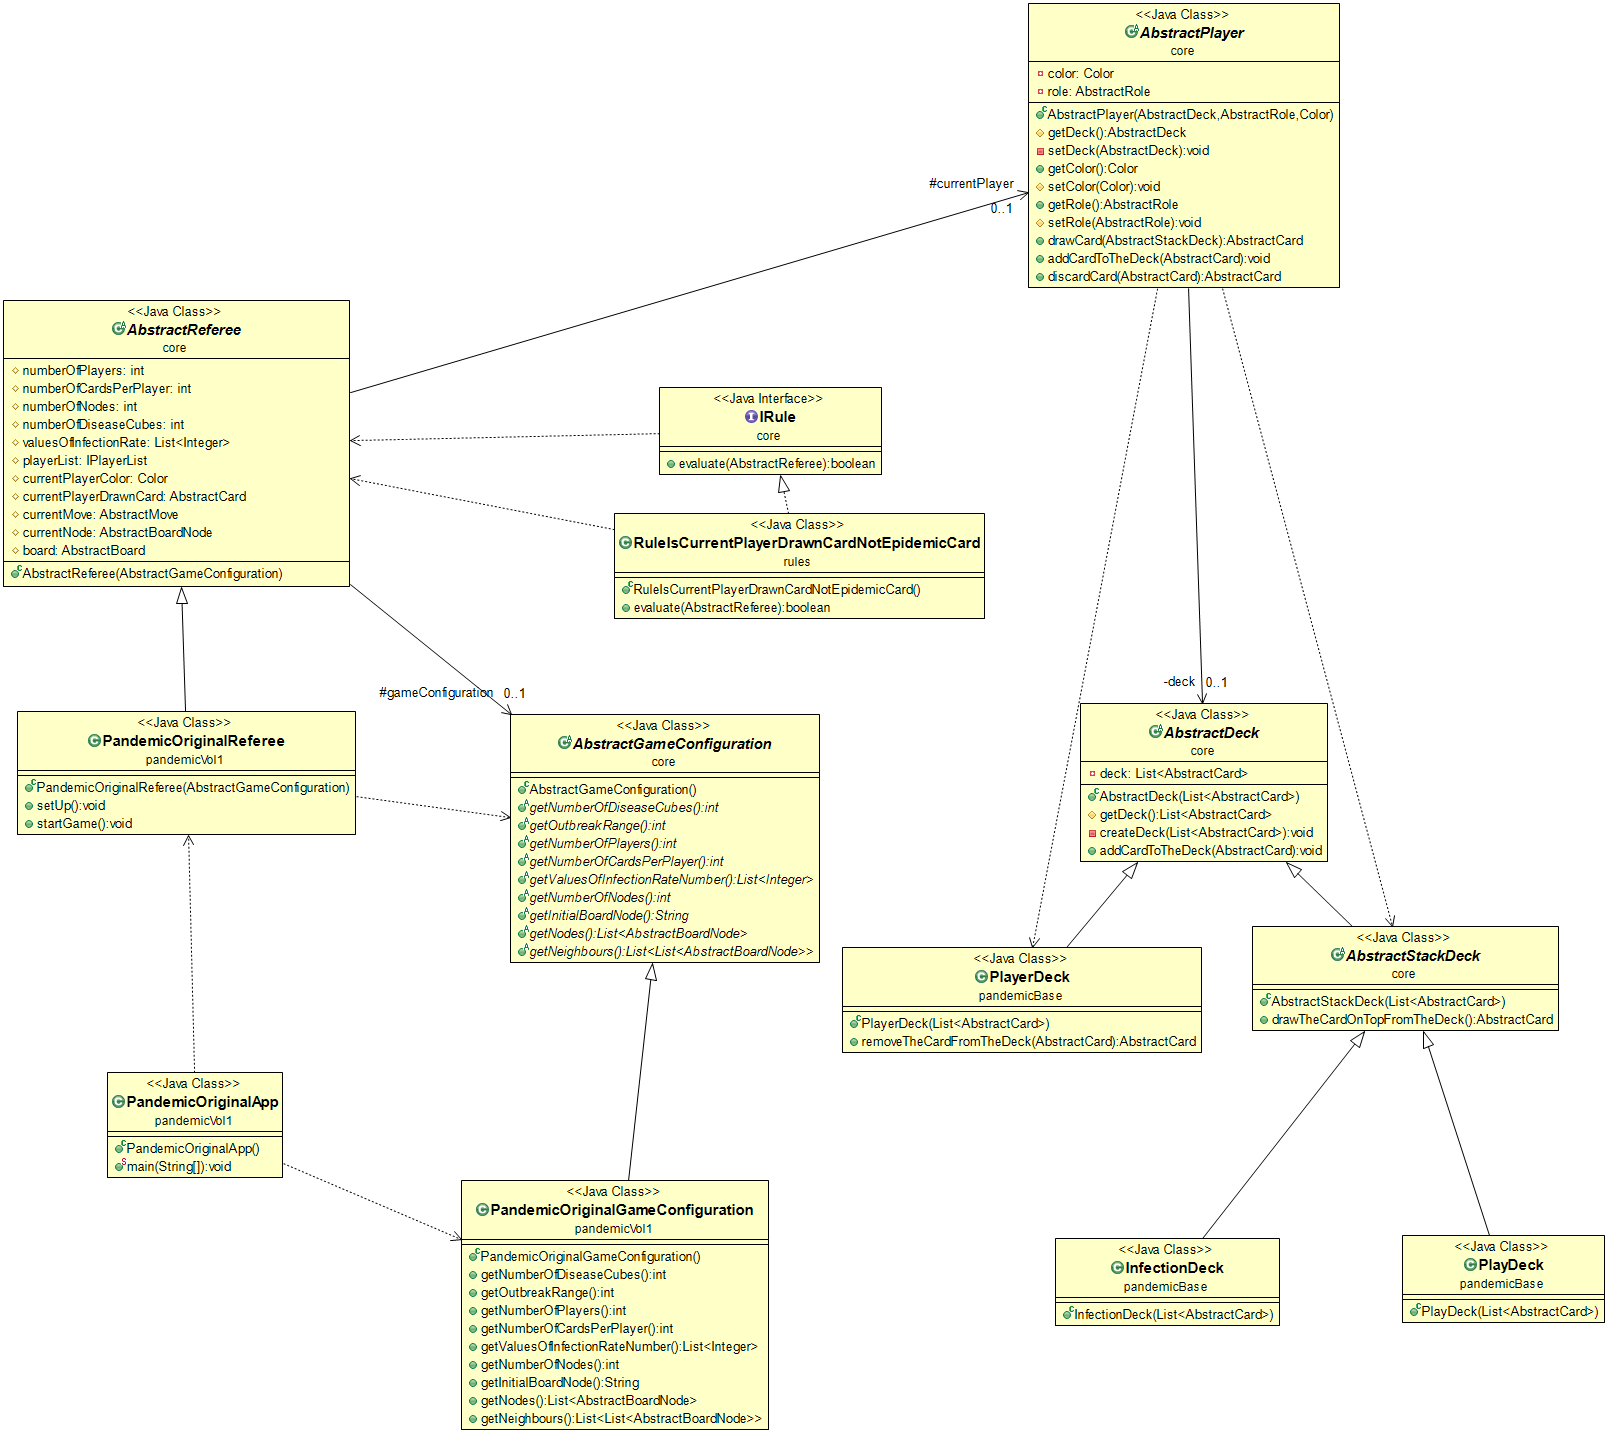 <<Java Class>>
AbstractPlayer
core
color: Color
role: AbstractRole
AbstractPlayer(AbstractDeck,AbstractRole,Color)
getDeck():AbstractDeck
setDeck(AbstractDeck):void
getColor():Color
setColor(Color):void
getRole():AbstractRole
setRole(AbstractRole):void
drawCard(AbstractStackDeck):AbstractCard
addCardToTheDeck(AbstractCard):void
discardCard(AbstractCard):AbstractCard
#currentPlayer
0..1
<<Java Class>>
AbstractReferee
core
numberOfPlayers: int
numberOfCardsPerPlayer: int
numberOfNodes: int
numberOfDiseaseCubes: int
valuesOfInfectionRate: List<Integer>
playerList: IPlayerList
currentPlayerColor: Color
currentPlayerDrawnCard: AbstractCard
currentMove: AbstractMove
currentNode: AbstractBoardNode
board: AbstractBoard
AbstractReferee(AbstractGameConfiguration)
<<Java Interface>>
IRule
core
evaluate(AbstractReferee):boolean
<<Java Class>>
RuleIsCurrentPlayerDrawnCardNotEpidemicCard
rules
RuleIsCurrentPlayerDrawnCardNotEpidemicCard()
evaluate(AbstractReferee):boolean
#gameConfiguration 0..1
-deck 0..1
<<Java Class>>
PandemicOriginalReferee
pandemicVol1
PandemicOriginalReferee(AbstractGameConfiguration)
setUp():void
startGame():void
<<Java Class>>
AbstractGameConfiguration
core
AbstractGameConfiguration()
getNumberOfDiseaseCubes():int
getOutbreakRange():int
getNumberOfPlayers():int
getNumberOfCardsPerPlayer():int
getValuesOfInfectionRateNumber():List<Integer>
getNumberOfNodes():int
getInitialBoardNode():String
getNodes():List<AbstractBoardNode>
getNeighbours():List<List<AbstractBoardNode>>
<<Java Class>>
AbstractDeck
core
deck: List<AbstractCard>
AbstractDeck(List<AbstractCard>)
getDeck():List<AbstractCard>
createDeck(List<AbstractCard>):void
addCardToTheDeck(AbstractCard):void
<<Java Class>>
PlayerDeck
pandemicBase
PlayerDeck(List<AbstractCard>)
removeTheCardFromTheDeck(AbstractCard):AbstractCard
<<Java Class>>
AbstractStackDeck
core
AbstractStackDeck(List<AbstractCard>)
drawTheCardOnTopFromTheDeck():AbstractCard
<<Java Class>>
PandemicOriginalApp
pandemicVol1
PandemicOriginalApp()
main(String[]):void
<<Java Class>>
PandemicOriginalGameConfiguration
pandemicVol1
PandemicOriginalGameConfiguration()
getNumberOfDiseaseCubes():int
getOutbreakRange():int
getNumberOfPlayers():int
getNumberOfCardsPerPlayer():int
getValuesOfInfectionRateNumber():List<Integer>
getNumberOfNodes():int
getInitialBoardNode():String
getNodes():List<AbstractBoardNode>
getNeighbours():List<List<AbstractBoardNode>>
<<Java Class>>
InfectionDeck
pandemicBase
InfectionDeck(List<AbstractCard>)
<<Java Class>>
PlayDeck
pandemicBase
PlayDeck(List<AbstractCard>)